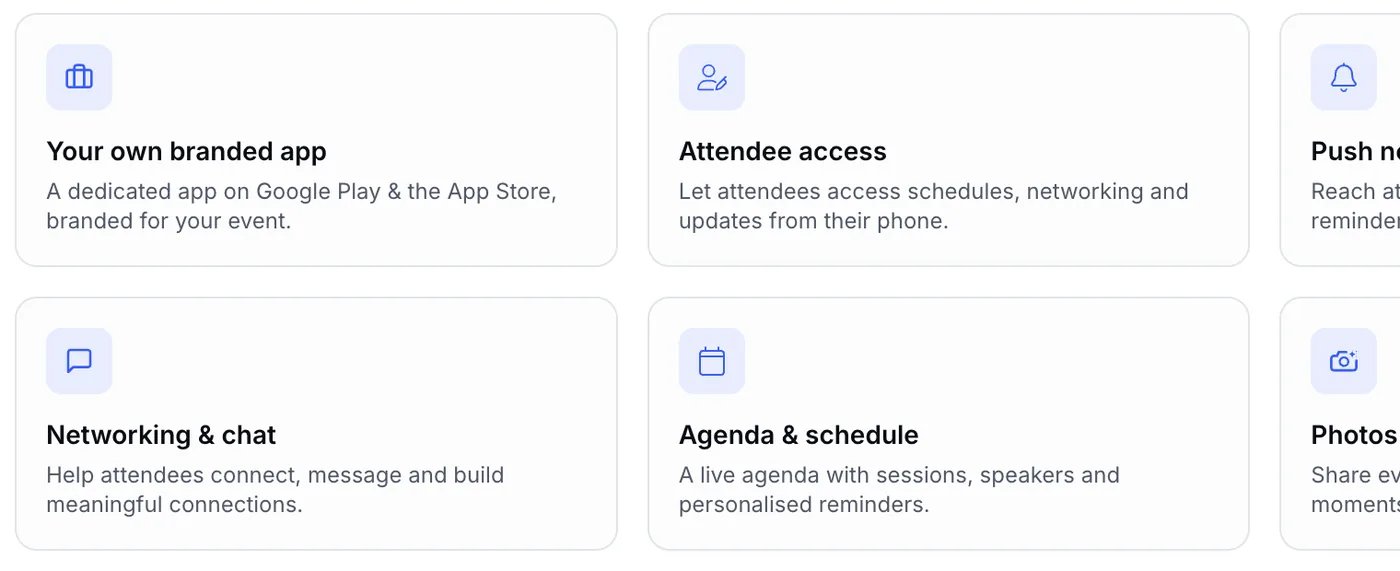 Your own branded app
A dedicated app on Google Play & the App Store,
branded for your event.
Attendee access
Let attendees access schedules, networking and
updates from their phone.
Push
Reach
Networking & chat
Help attendees connect, message and build
meaningful connections.
Agenda & schedule
A live agenda with sessions, speakers and
personalised reminders.
Photos
Share
moments